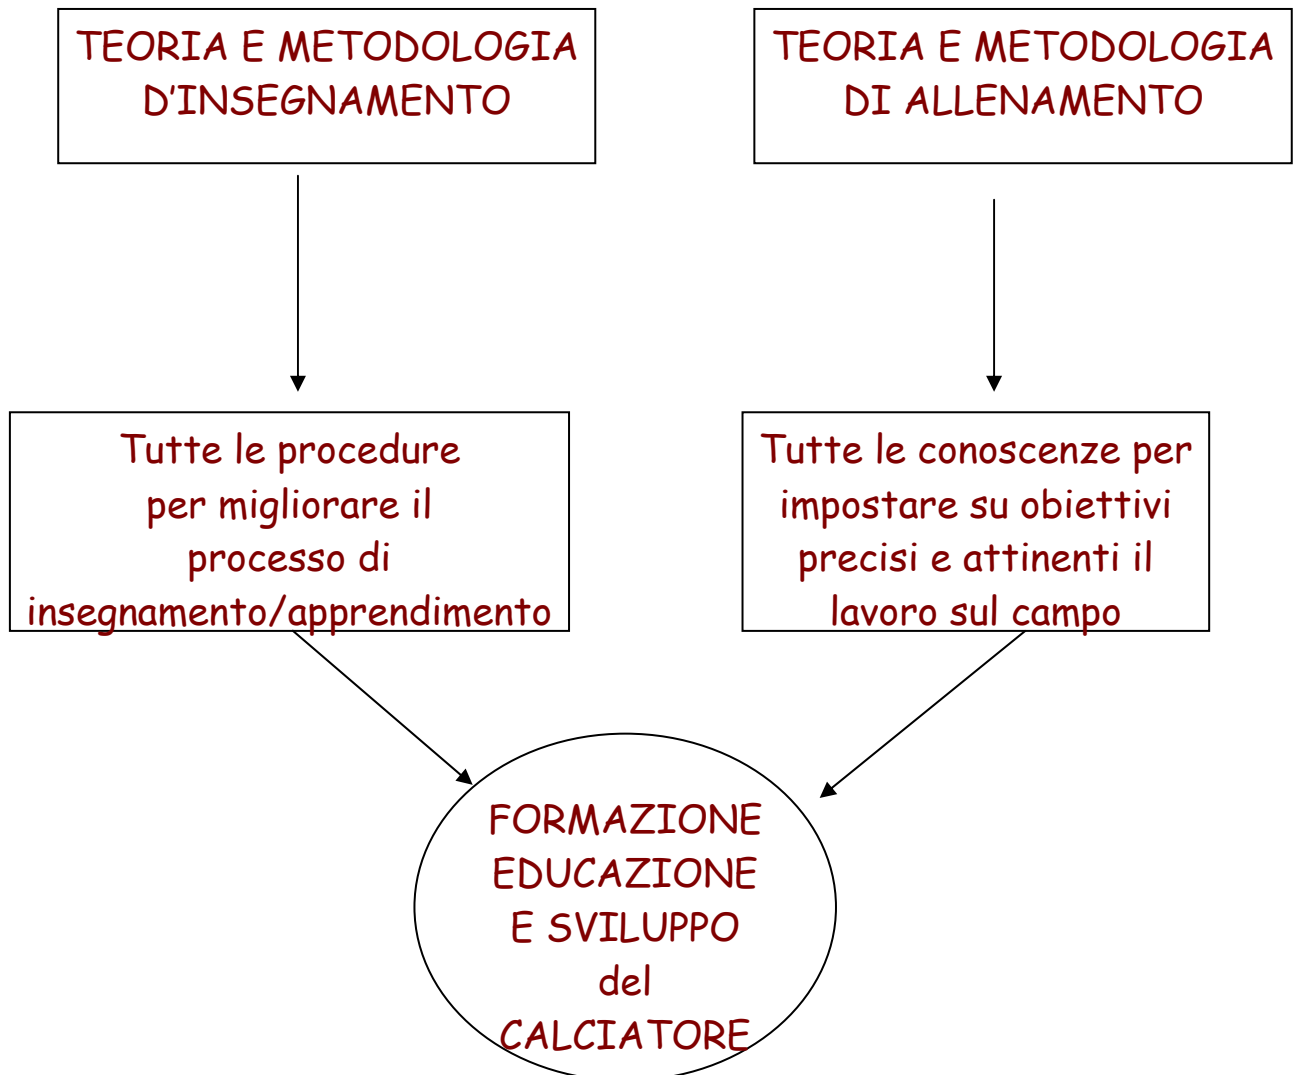 TEORIA E METODOLOGIA
D'INSEGNAMENTO
TEORIA E METODOLOGIA
DI ALLENAMENTO
Tutte le procedure
per migliorare il
processo di
insegnamento/apprendimento
Tutte le conoscenze per
impostare su obiettivi
precisi e attinenti il
lavoro sul campo
FORMAZIONE
EDUCAZIONE
E SVILUPPO
del
CALCIATORE